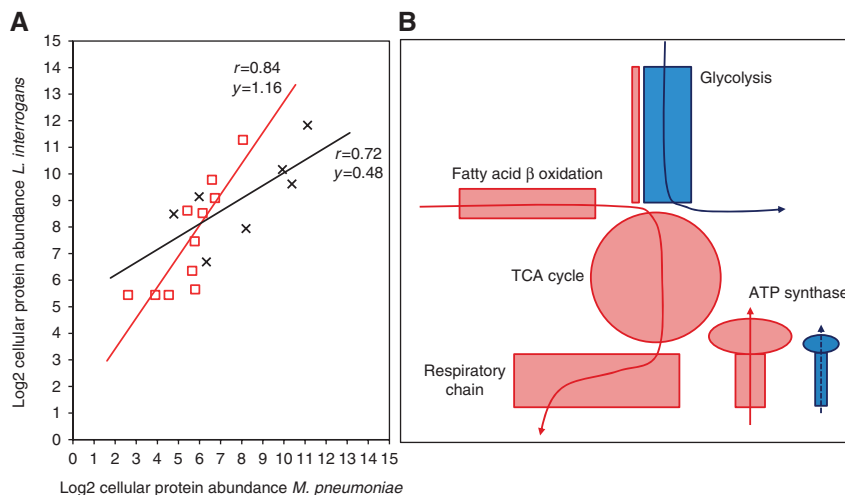 A
B
15
14
13
12
11
10
9
8
7
6
5
4
3
2
1
0
Log2 cellular protein abundance L. interrogans
r=0.84
y=1.16
r=0.72
y=0.48
0 1 2 3 4 5 6 7 8 9 10 11 12 13 14 15
Log2 cellular protein abundance M. pneumoniae
Glycolysis
Fatty acid β oxidation
TCA cycle
ATP synthase
Respiratory
chain